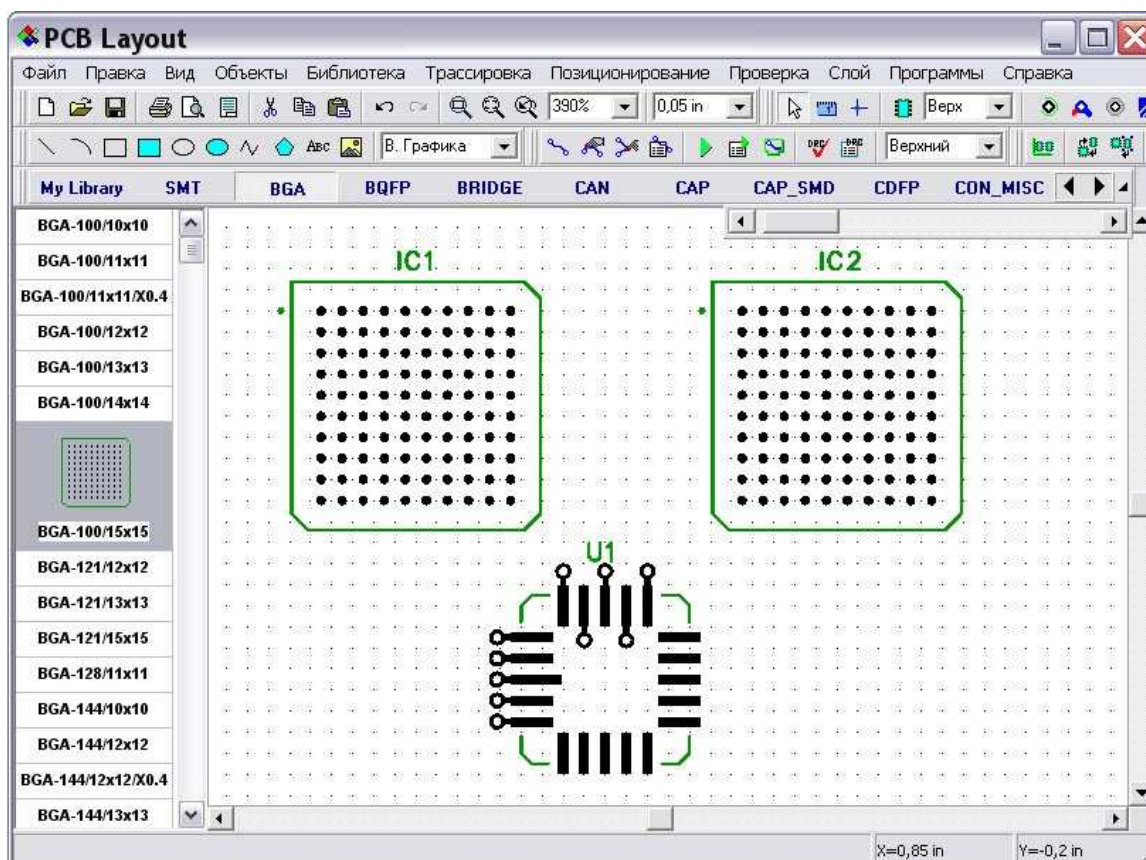 PCB Layout
Файл Правка Вид Объекты Библиотека Трассировка Позиционирование Проверка Слой Программы Справка
390% 0,05 in Верх
ABC В. Графика DRC DRC Верхний
My Library SMT BGA BQFP BRIDGE CAN CAP CAP_SMD CDFP CON_MISC
BGA-100/10x10
BGA-100/11x11
BGA-100/11x11/X0.4
BGA-100/12x12
BGA-100/13x13
BGA-100/14x14
BGA-100/15x15
BGA-121/12x12
BGA-121/13x13
BGA-121/15x15
BGA-128/11x11
BGA-144/10x10
BGA-144/12x12
BGA-144/12x12/X0.4
BGA-144/13x13
IC1 IC2
U1
X=0,85 in Y=-0,2 in